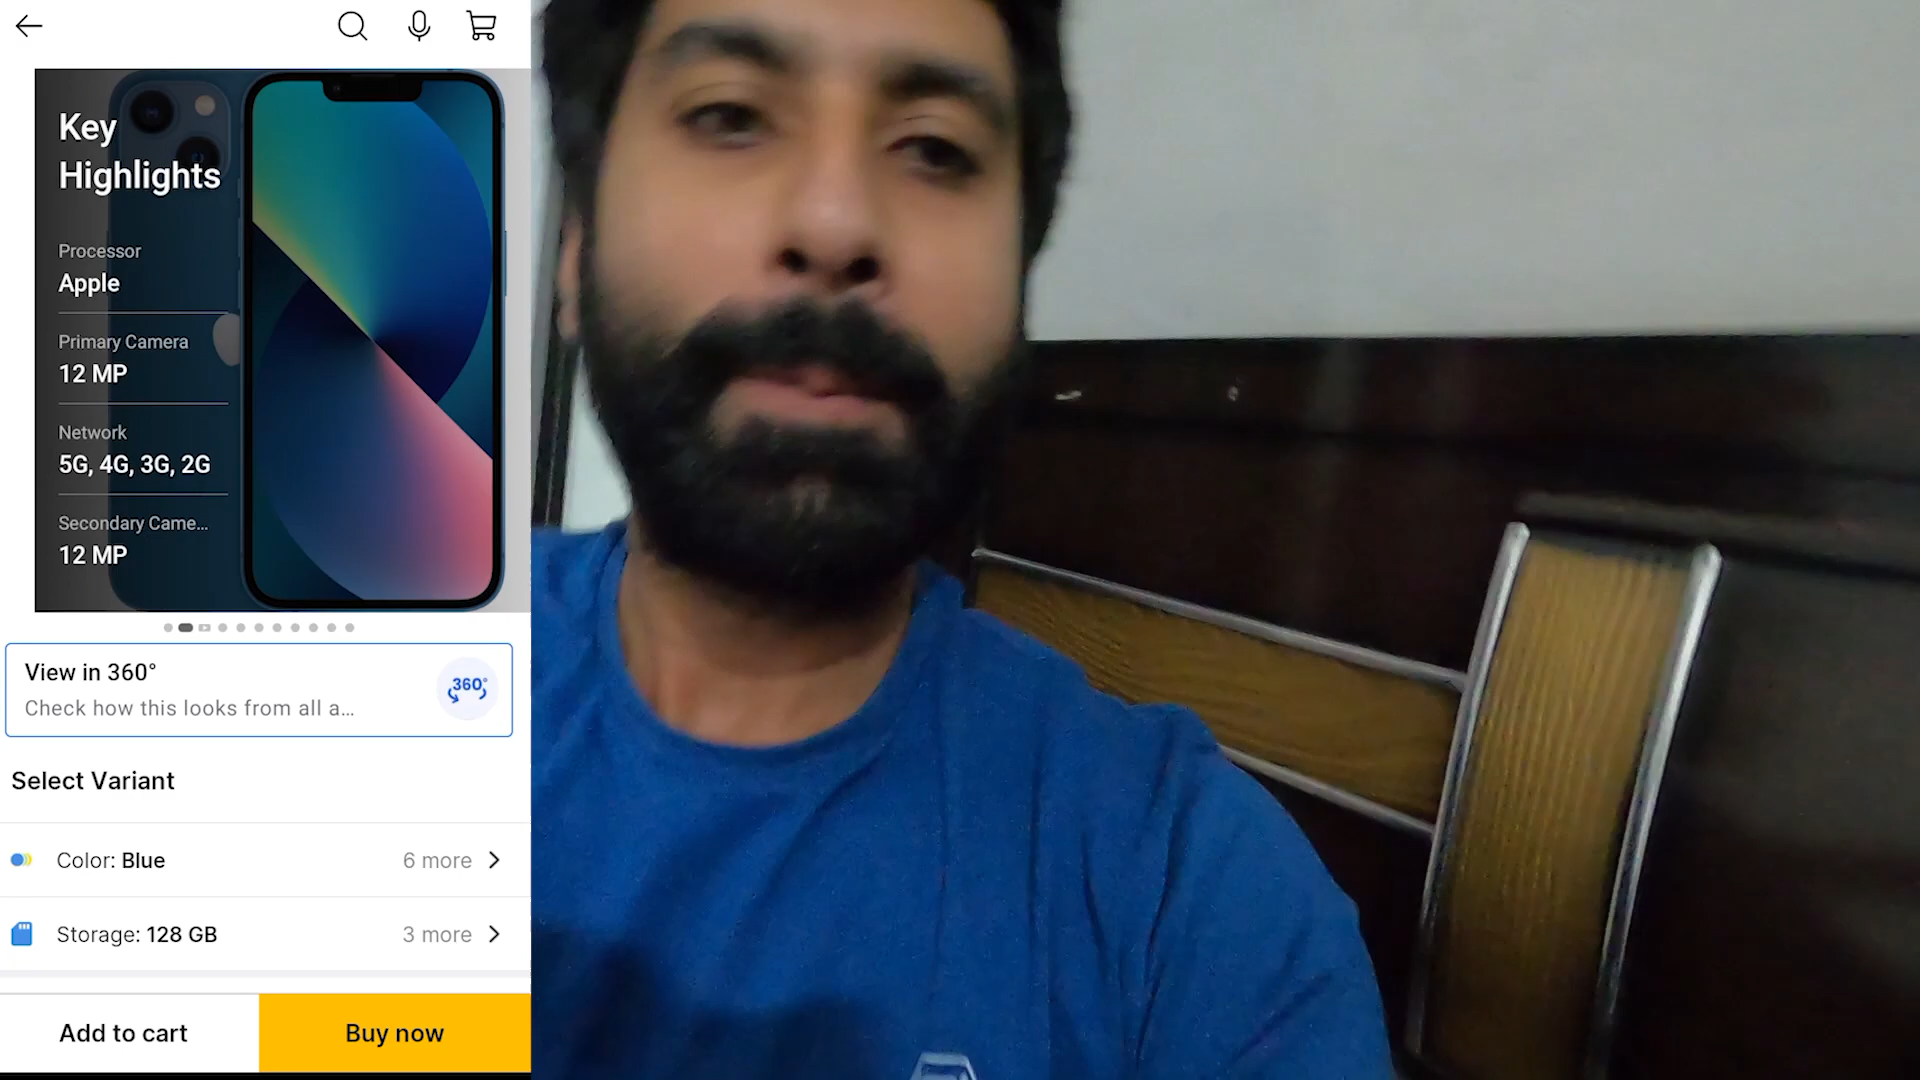 Key
Highlights
Processor
Apple
Primary Camera
12 MP
Network
5G, 4G, 3G, 2G
Secondary Came...
12 MP
View in 360°
Check how this looks from all a...
360°
Select Variant
Color: Blue
6 more
Storage: 128 GB
3 more
Add to cart
Buy now